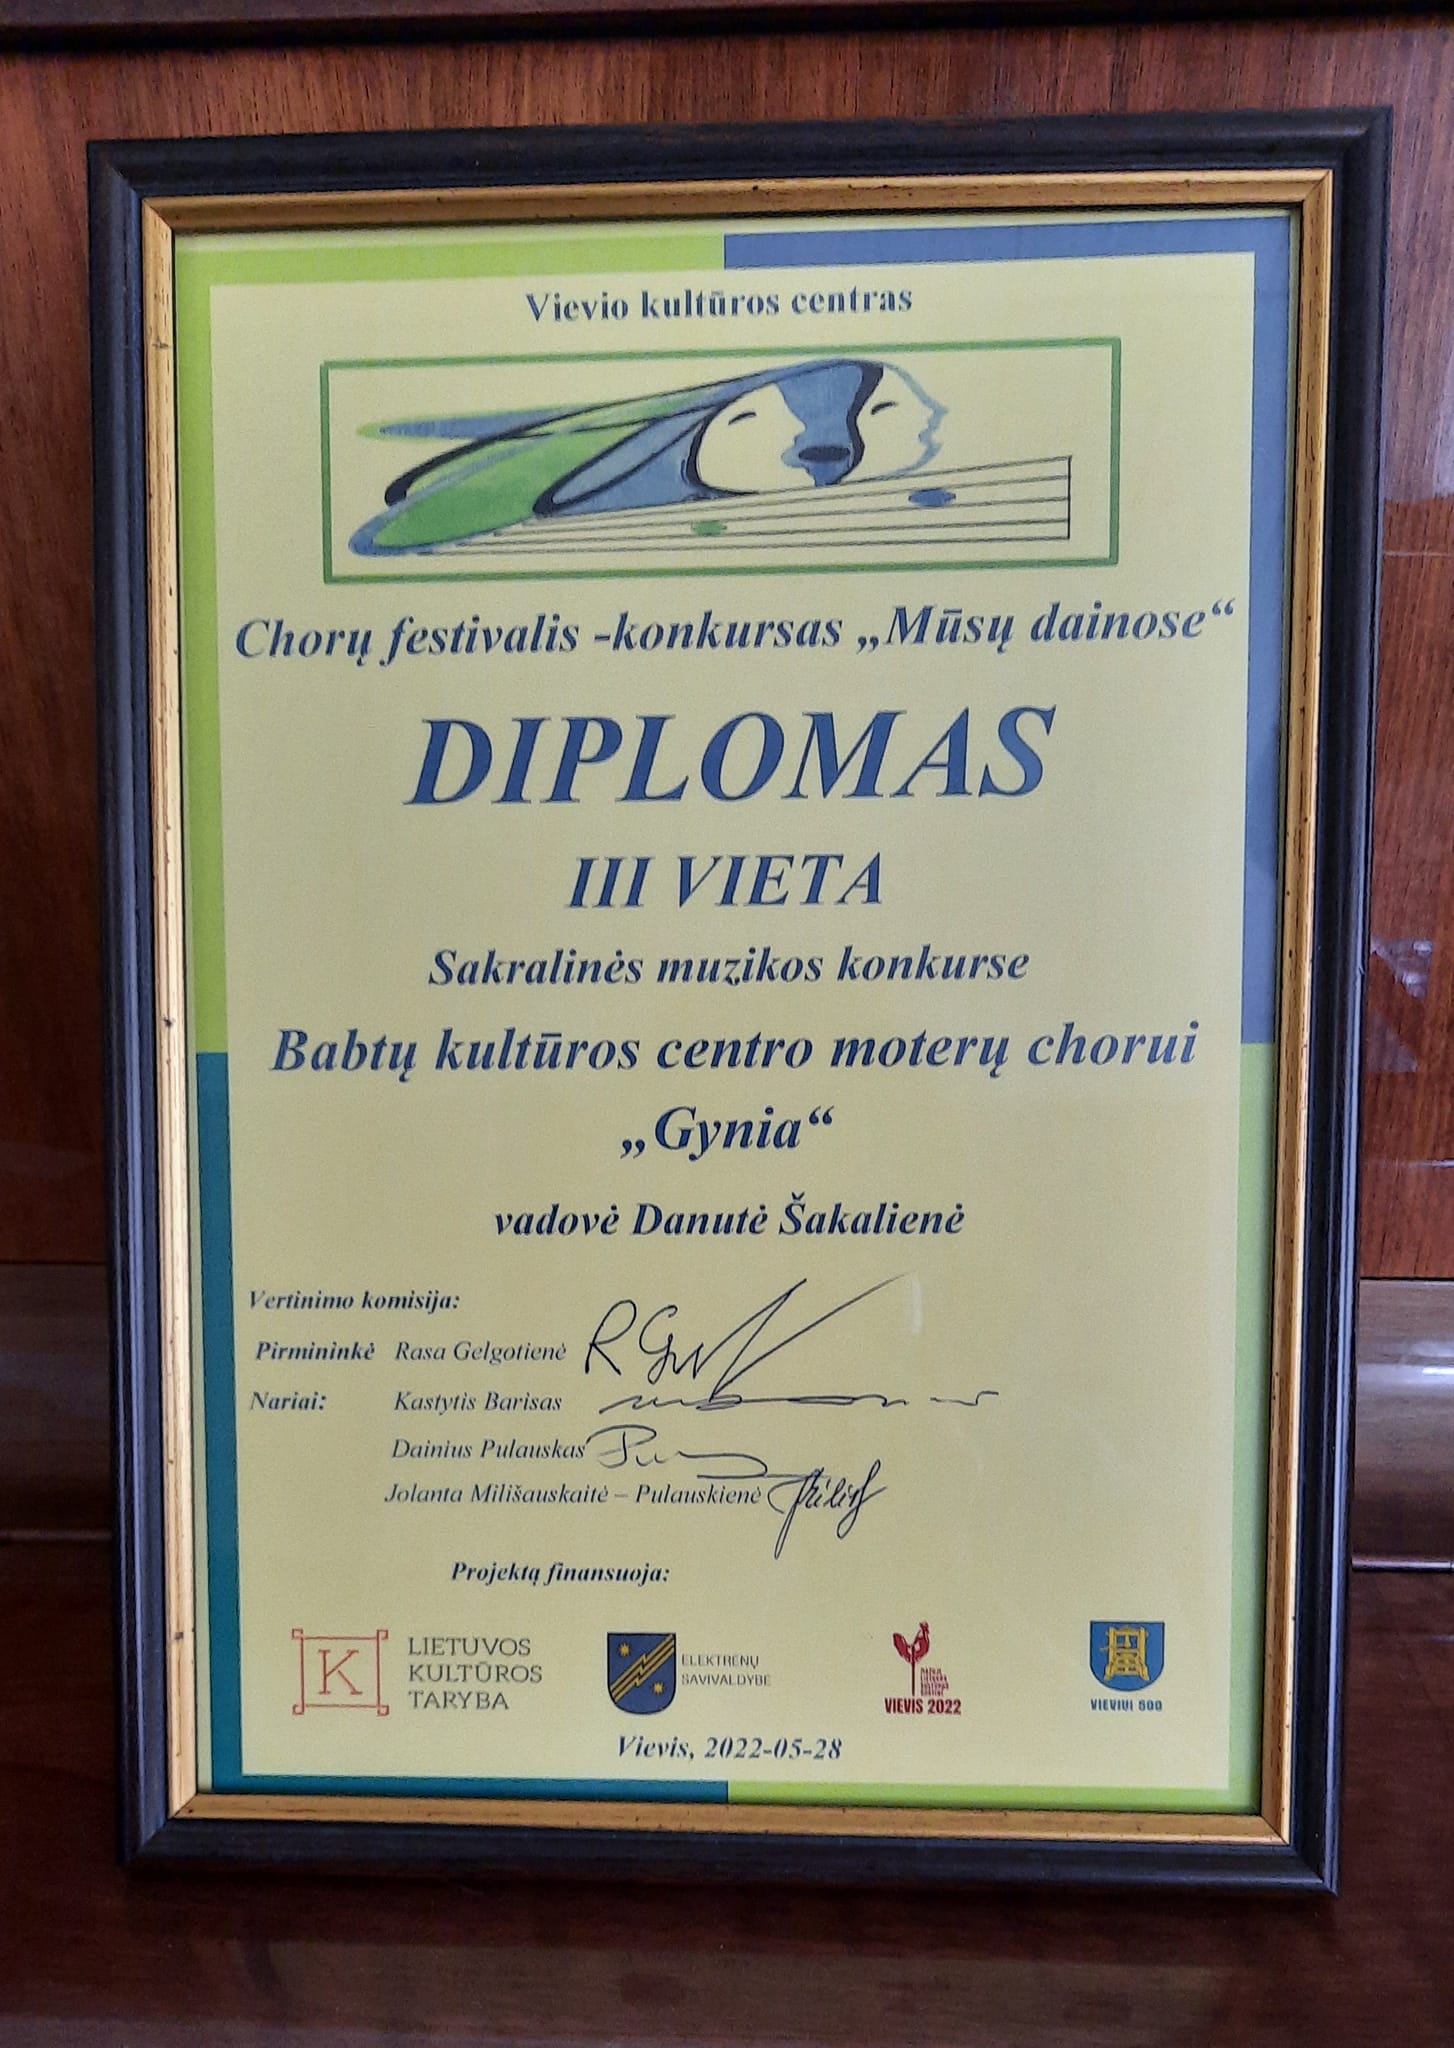 Vievio kultūros centras
Chorų festivalis -konkursas „Mūsų dainose“
DIPLOMAS
III VIETA
Sakralinės muzikos konkurse
Babtų kultūros centro moterų chorui
„Gynia“
vadovė Danutė Šakalienė
Vertinimo komisija:
Pirmininkė Rasa Gelgotienė
Nariai: Kastytis Barisas
Dainius Pulauskas
Jolanta Milišauskaitė – Pulauskienė
Projektą finansuoja:
K
LIETUVOS
KULTŪROS
TARYBA
ELEKTRĖNŲ
SAVIVALDYBĖ
VIEVIS 2022
VIEVIUI 500
Vievis, 2022-05-28